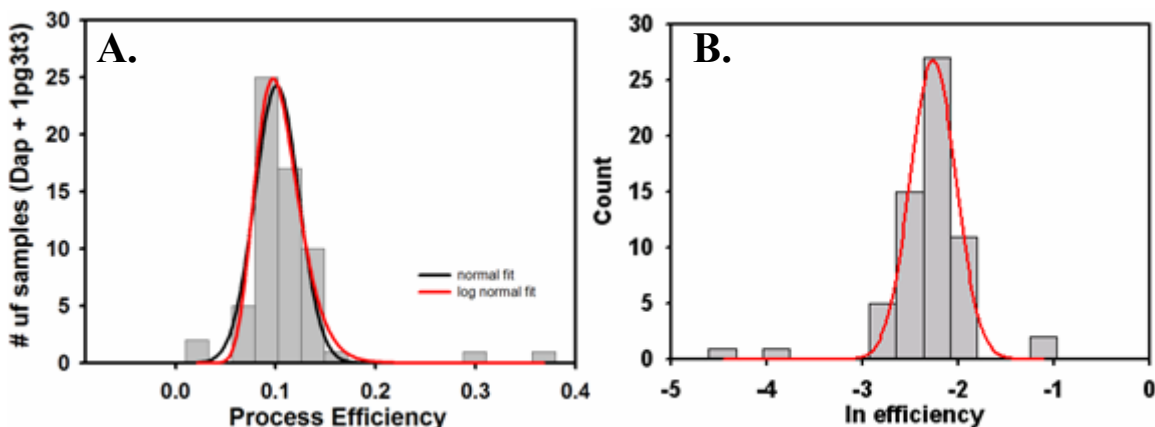 A.
# uf samples (Dap + 1pg3t3)
30
25
20
15
10
5
0
normal fit
log normal fit
0.0 0.1 0.2 0.3 0.4
Process Efficiency
B.
Count
30
25
20
15
10
5
0
-5 -4 -3 -2 -1 0
ln efficiency